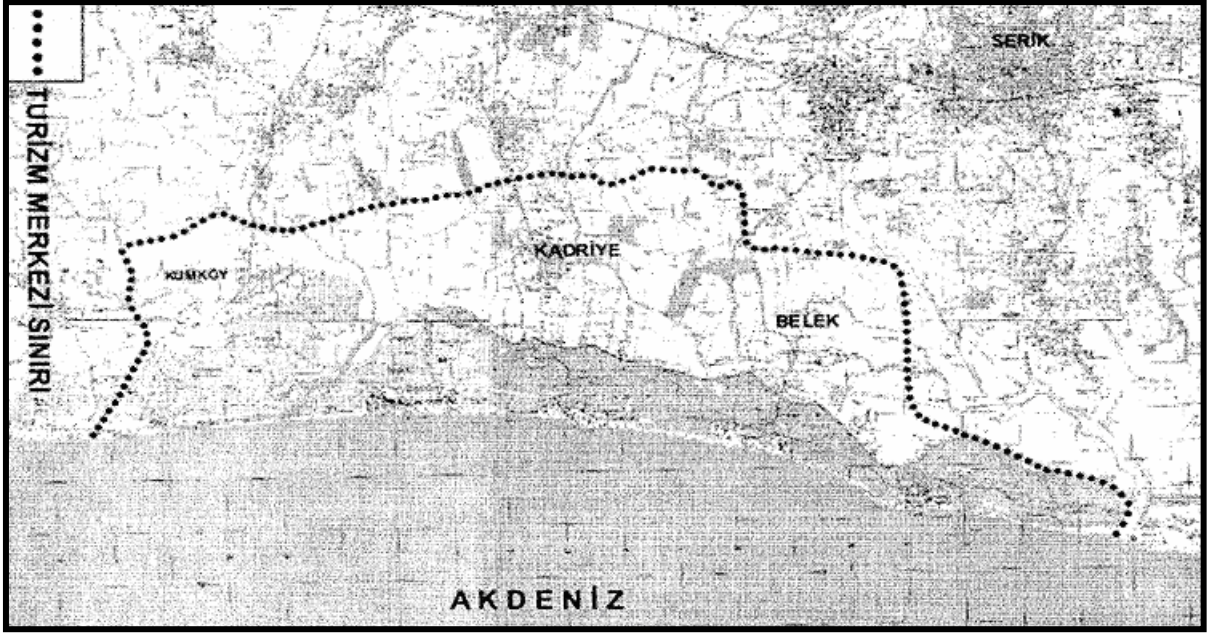 SERİK
TURİZM MERKEZİ SINIRI
KADRİYE
KUMKÖY
BELEK
AKDENİZ